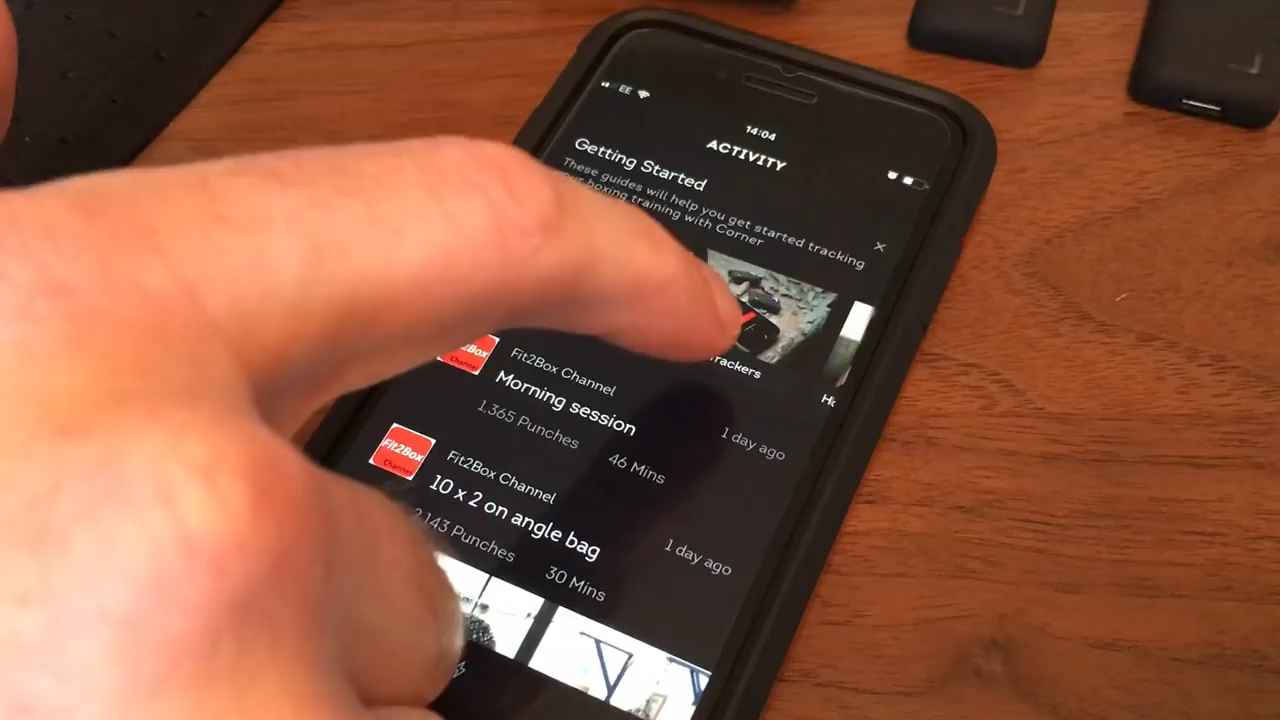 EE
14:04
ACTIVITY
Getting Started
These guides will help you get started tracking
boxing training with Corner
Fit2Box Channel
Morning session
1,365 Punches
46 Mins
1 day ago
Fit2Box
Channel
Fit2Box Channel
10 x 2 on angle bag
2,143 Punches
30 Mins
1 day ago